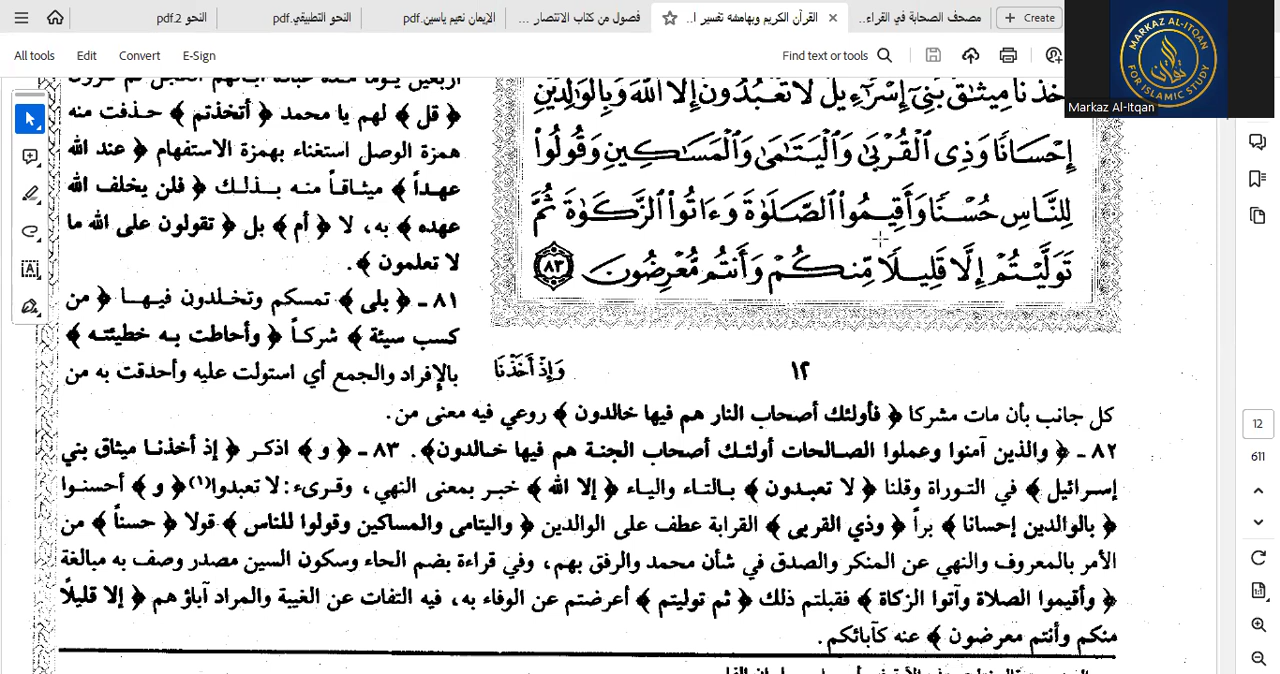 النحو 2.pdf
النحو التطبيقي.pdf
الإيمان نعيم ياسين.pdf
فصول من كتاب الانتصار ...
القرآن الكريم وبهامشه تفسير ا...
مصحف الصحابة في القراء...
+ Create
All tools Edit Convert E-Sign
Find text or tools
MARKAZ AL-ITQAN
FOR ISLAMIC STUDY
Markaz Al-Itqan
مِيثَٰقَ بَنِىٓ إِسْرَٰٓءِيلَ لَا تَعْبُدُونَ إِلَّا ٱللَّهَ وَبِٱلْوَٰلِدَيْنِ
إِحْسَانًا وَذِى ٱلْقُرْبَىٰ وَٱلْيَتَٰمَىٰ وَٱلْمَسَٰكِينِ وَقُولُوا۟
لِلنَّاسِ حُسْنًا وَأَقِيمُوا۟ ٱلصَّلَوٰةَ وَءَاتُوا۟ ٱلزَّكَوٰةَ ثُمَّ
تَوَلَّيْتُمْ إِلَّا قَلِيلًا مِّنكُمْ وَأَنتُم مُّعْرِضُونَ ٨٣
﴿ قل ﴾ لهم يا محمد ﴿ أتخذتم ﴾ حذفت منه
همزة الوصل استغناء بهمزة الاستفهام ﴿ عند الله
عهداً ﴾ ميثاقاً منه بذلك ﴿ فلن يخلف الله
عهده ﴾ به، لا ﴿ أم ﴾ بل ﴿ تقولون على الله ما
لا تعلمون ﴾.
٨١ ـ ﴿ بلى ﴾ تمسكم وتخلدون فيها ﴿ من
كسب سيئة ﴾ شركاً ﴿ وأحاطت به خطيئته ﴾
بالإفراد والجمع أي استولت عليه وأحدقت به من
١٢
وَإِذْ أَخَذْنَا
كل جانب بأن مات مشركا ﴿ فأولئك أصحاب النار هم فيها خالدون ﴾ روعي فيه معنى من.
٨٢ ـ ﴿ والذين آمنوا وعملوا الصالحات أولئك أصحاب الجنة هم فيها خالدون﴾. ٨٣ ـ ﴿ و ﴾ اذكر ﴿ إذ أخذنا ميثاق بني
إسرائيل ﴾ في التوراة وقلنا ﴿ لا تعبدون ﴾ بالتاء والياء ﴿ إلا الله ﴾ خبر بمعنى النهي، وقرىء: لا تعبدوا(١) ﴿ و ﴾ أحسنوا
﴿ بالوالدين إحسانا ﴾ براً ﴿ وذي القربى ﴾ القرابة عطف على الوالدين ﴿ واليتامى والمساكين وقولوا للناس ﴾ قولا ﴿ حسناً ﴾ من
الأمر بالمعروف والنهي عن المنكر والصدق في شأن محمد والرفق بهم، وفي قراءة بضم الحاء وسكون السين مصدر وصف به مبالغة
﴿ وأقيموا الصلاة وآتوا الزكاة ﴾ فقبلتم ذلك ﴿ ثم توليتم ﴾ أعرضتم عن الوفاء به، فيه التفات عن الغيبة والمراد آباؤهم ﴿ إلا قليلاً
منكم وأنتم معرضون ﴾ عنه كآبائكم.
12
611